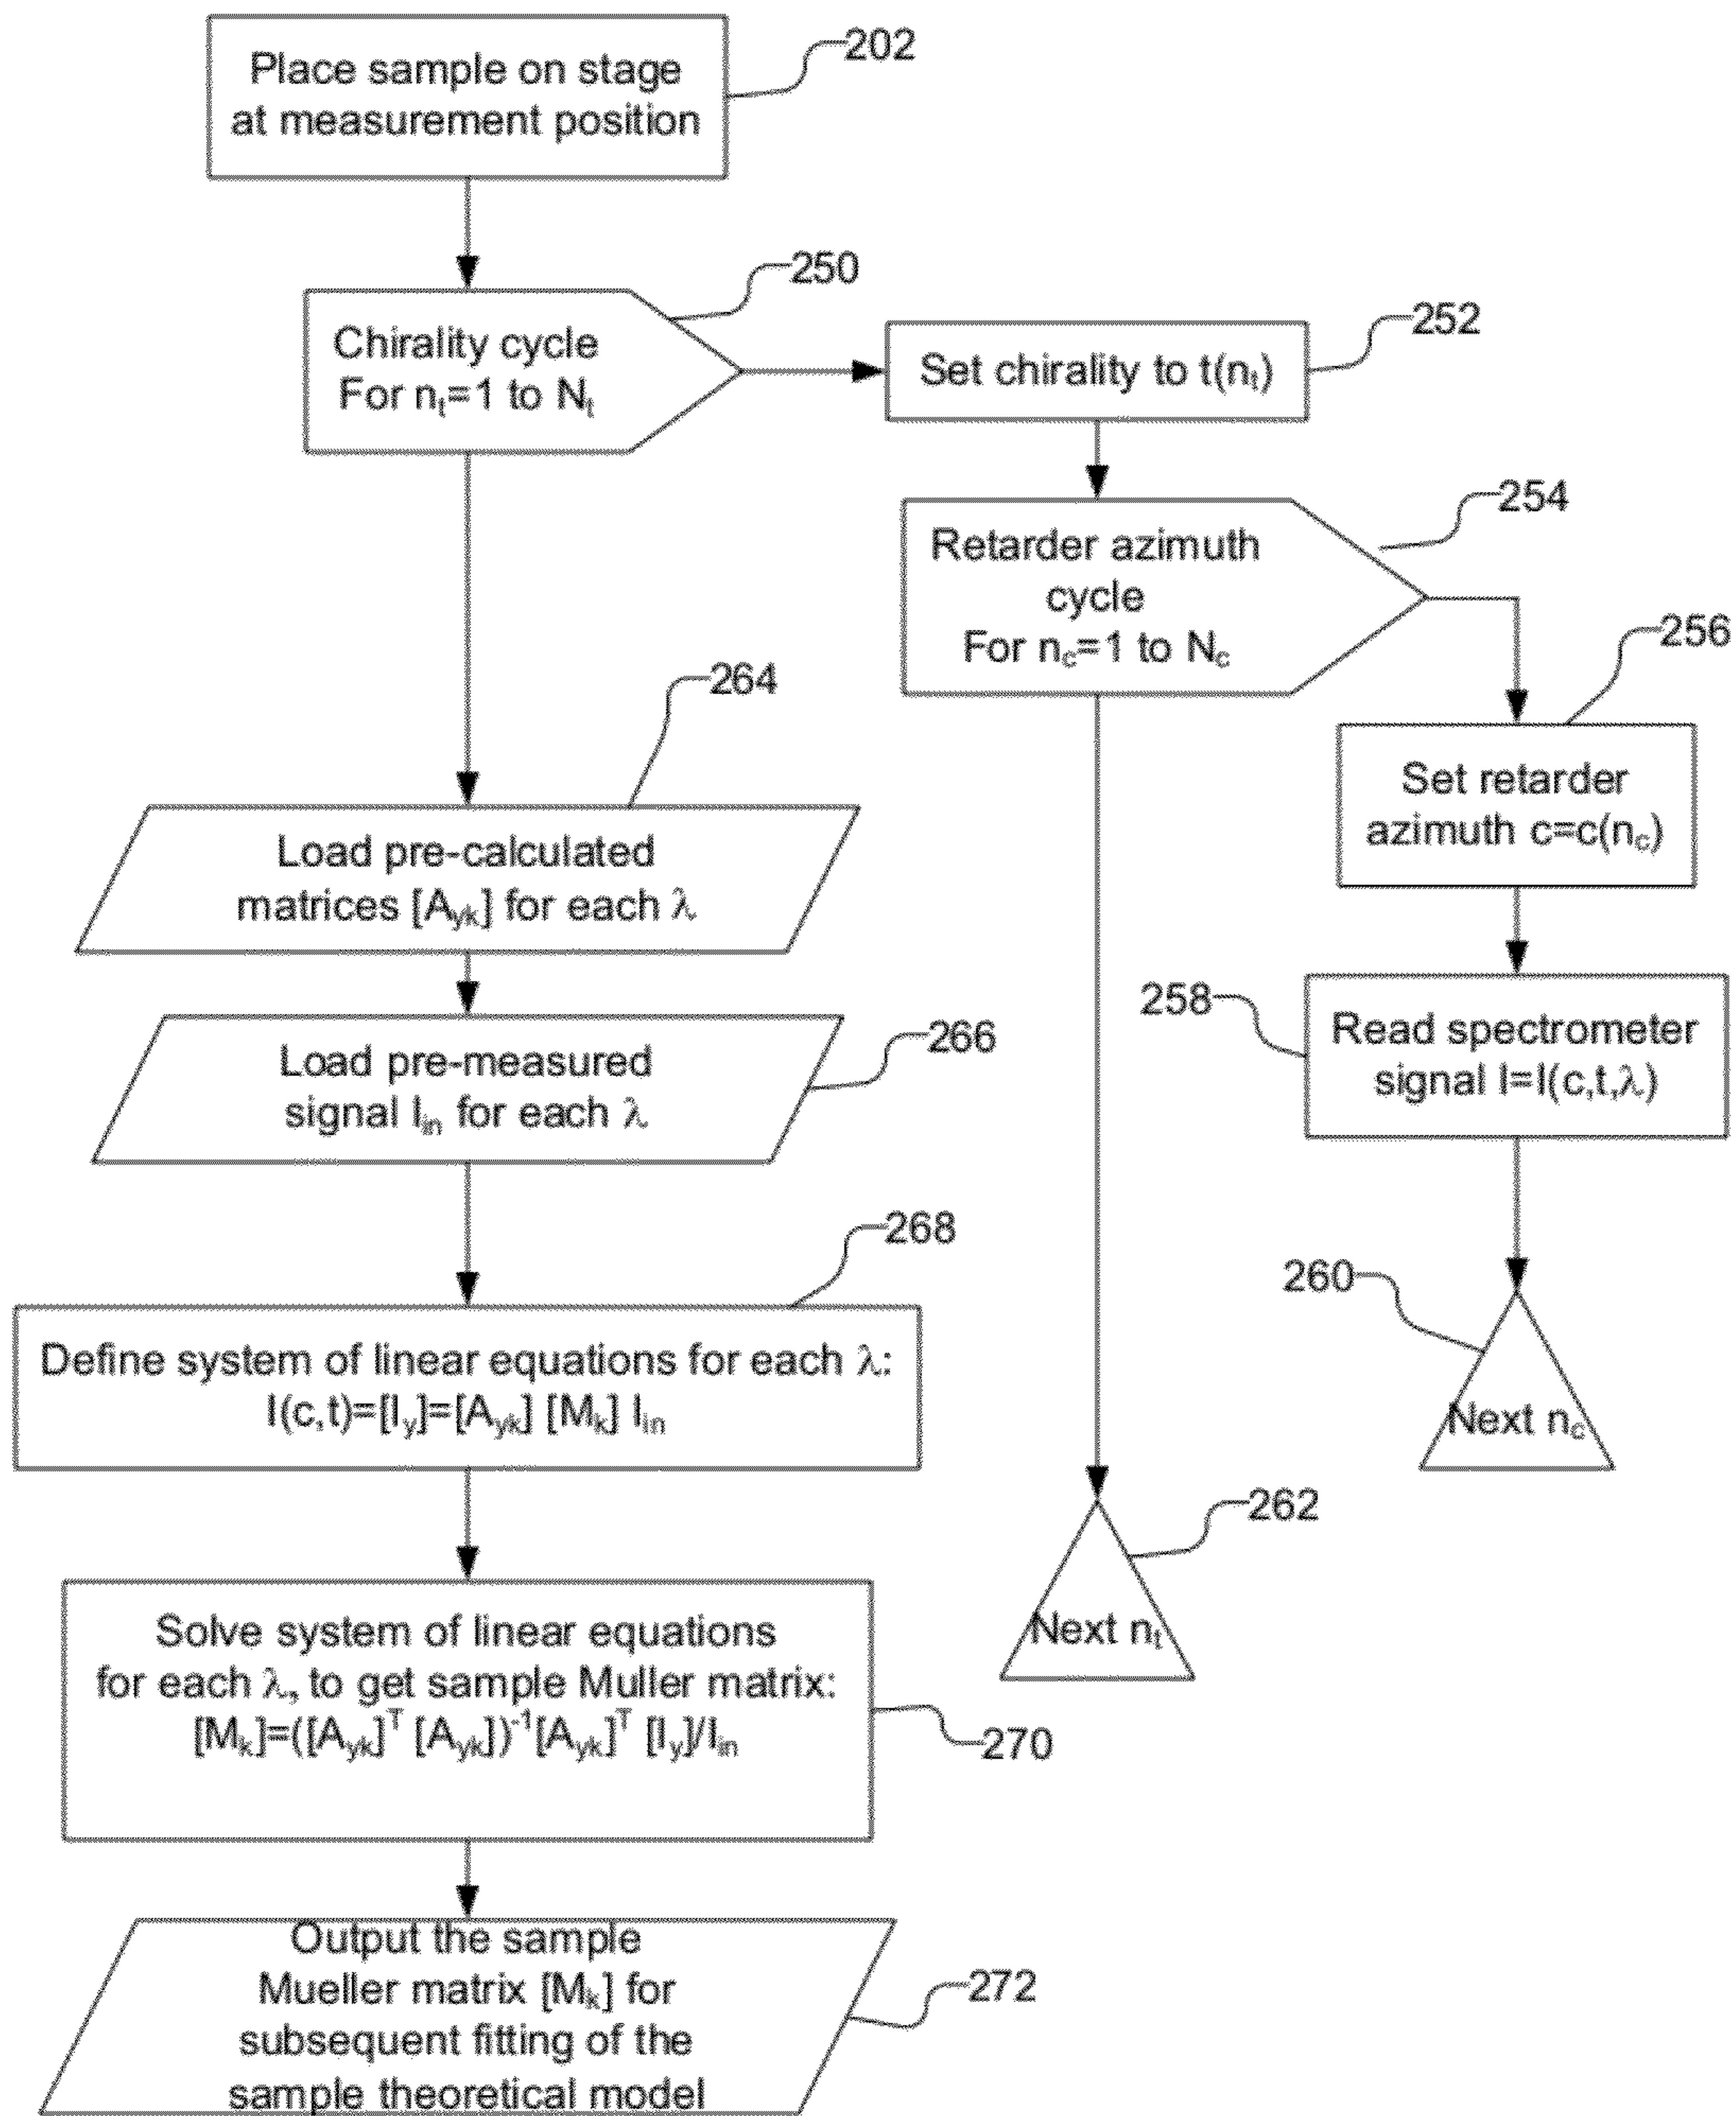 Place sample on stage
at measurement position
202
Chirality cycle
For nₜ=1 to Nₜ
250
Set chirality to t(nₜ)
252
Retarder azimuth
cycle
For n꜀=1 to N꜀
254
Set retarder
azimuth c=c(n꜀)
256
Read spectrometer
signal I=I(c,t,λ)
258
Next n꜀
260
Next nₜ
262
Load pre-calculated
matrices [Ayk] for each λ
264
Load pre-measured
signal Iin for each λ
266
Define system of linear equations for each λ:
I(c,t)=[Iy]=[Ayk] [Mk] Iin
268
Solve system of linear equations
for each λ, to get sample Muller matrix:
[Mk]=([Ayk]ᵀ [Ayk])⁻¹[Ayk]ᵀ [Iy]/Iin
270
Output the sample
Mueller matrix [Mk] for
subsequent fitting of the
sample theoretical model
272